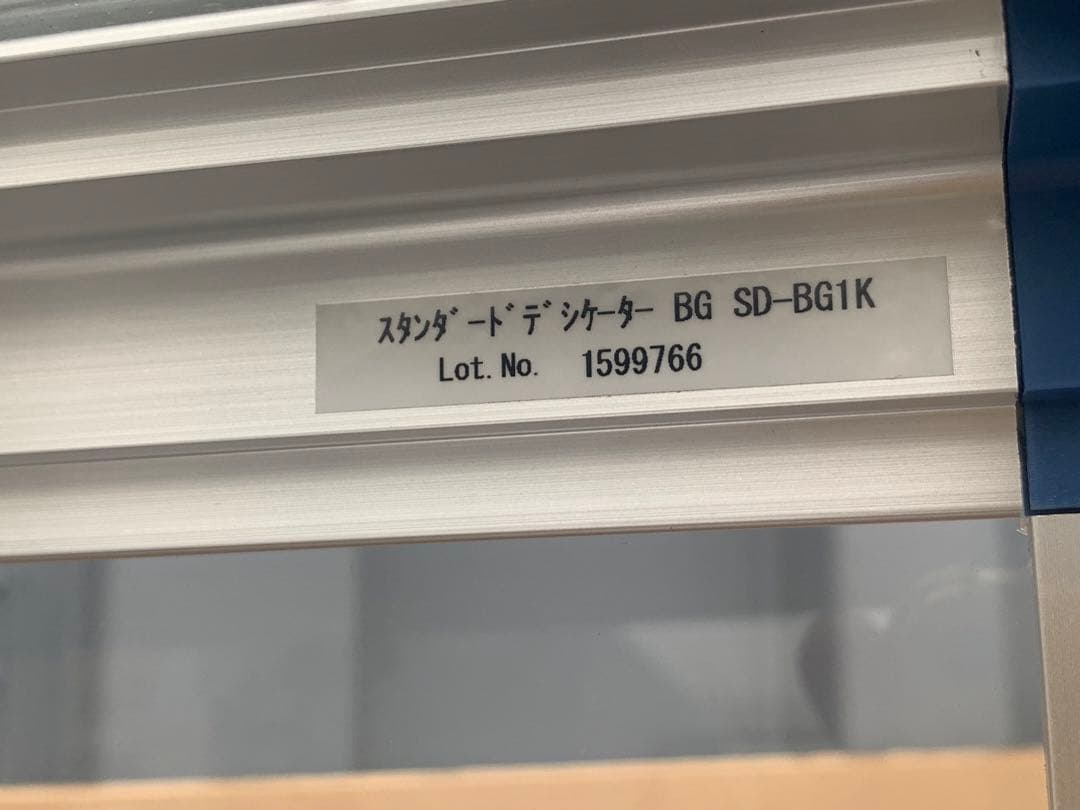 ｽﾀﾝﾀﾞｰﾄﾞﾃﾞｼｹｰﾀｰ BG SD-BG1K
Lot.No. 1599766